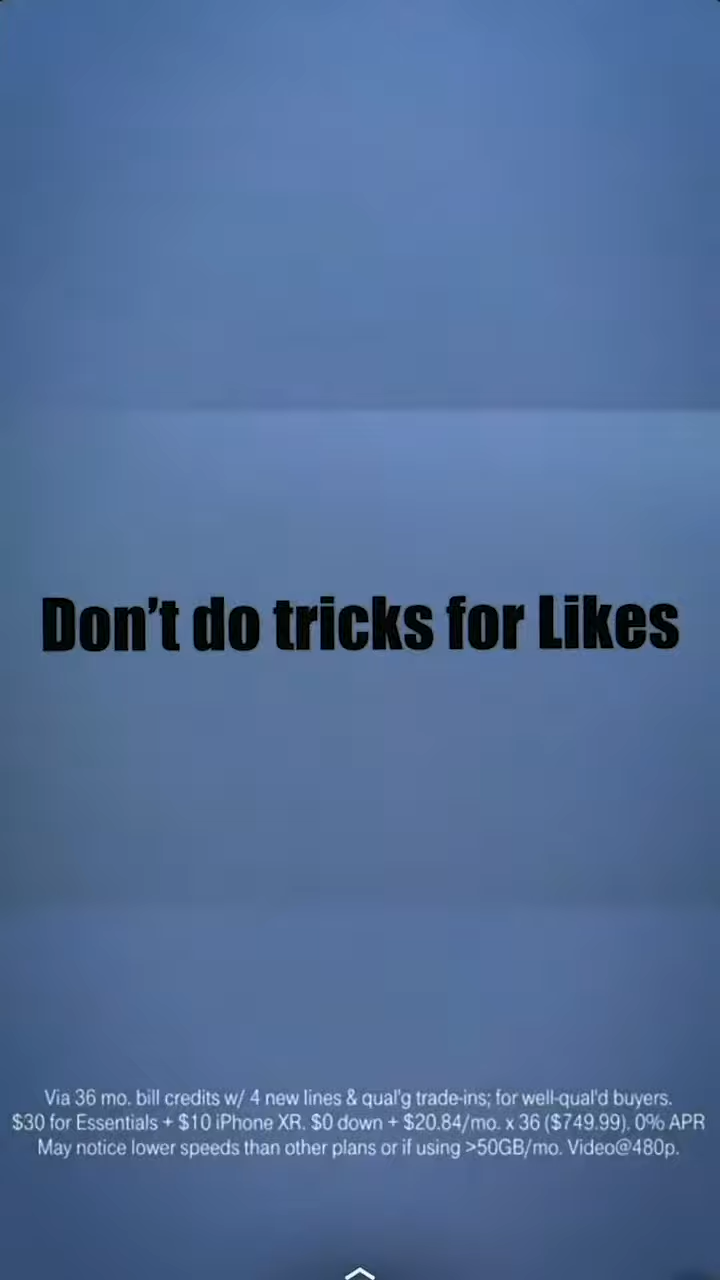 Don't do tricks for Likes
Via 36 mo. bill credits w/ 4 new lines & qual'g trade-ins; for well-qual'd buyers.
$30 for Essentials + $10 iPhone XR. $0 down + $20.84/mo. x 36 ($749.99). 0% APR
May notice lower speeds than other plans or if using >50GB/mo. Video@480p.